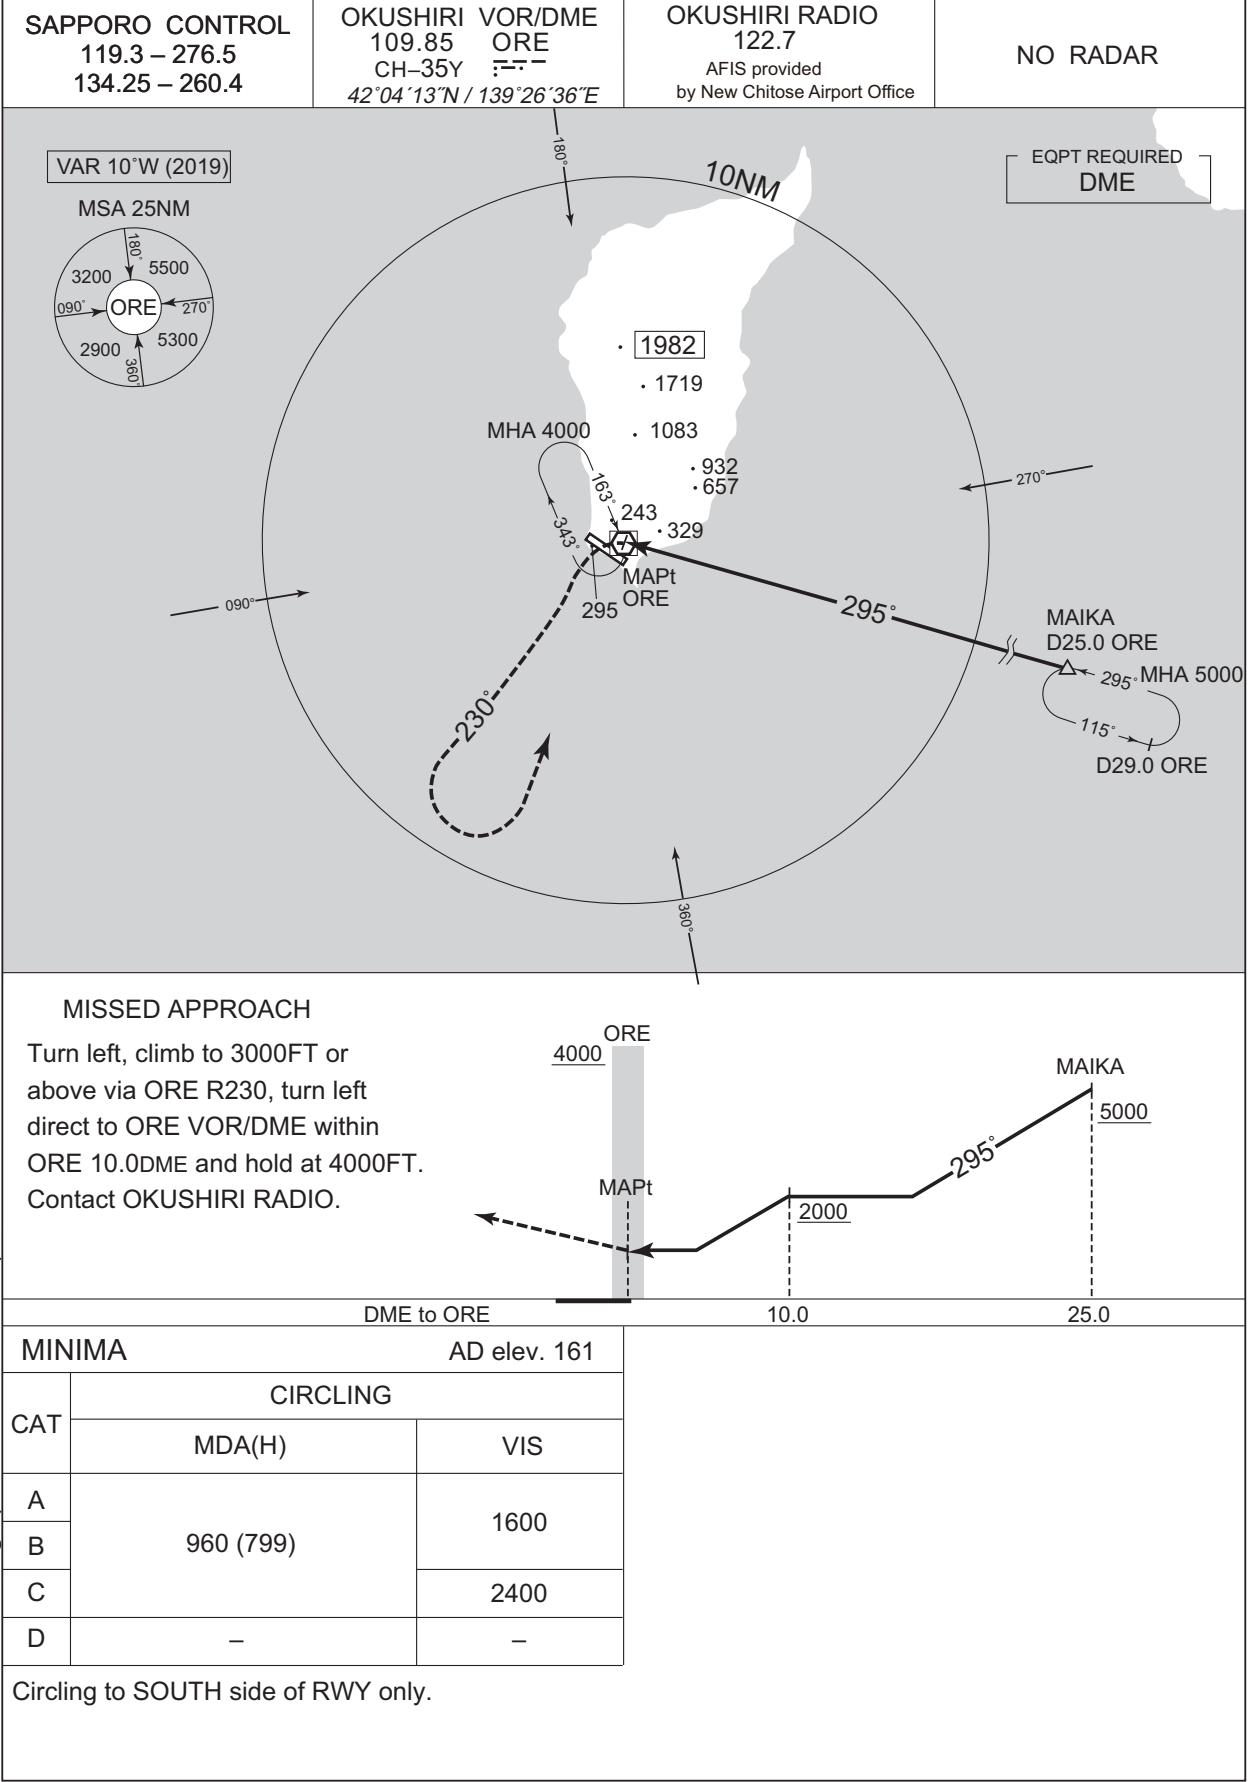 SAPPORO CONTROL
119.3 – 276.5
134.25 – 260.4
OKUSHIRI VOR/DME
109.85 ORE
CH–35Y
42°04´13˝N / 139°26´36˝E
OKUSHIRI RADIO
122.7
AFIS provided
by New Chitose Airport Office
NO RADAR
VAR 10°W (2019)
MSA 25NM
180°
3200
5500
090°
ORE
270°
2900
5300
360°
180°
10NM
EQPT REQUIRED
DME
1982
1719
MHA 4000
1083
932
657
163°
343°
243
329
270°
MAPt
ORE
295
090°
295°
MAIKA
D25.0 ORE
295°
MHA 5000
115°
D29.0 ORE
230°
360°
MISSED APPROACH
Turn left, climb to 3000FT or
above via ORE R230, turn left
direct to ORE VOR/DME within
ORE 10.0DME and hold at 4000FT.
Contact OKUSHIRI RADIO.
ORE
4000
MAIKA
5000
295°
MAPt
2000
DME to ORE
10.0
25.0
MINIMA
AD elev. 161
CAT
CIRCLING
MDA(H)
VIS
A
B
960 (799)
1600
C
2400
D
–
–
Circling to SOUTH side of RWY only.